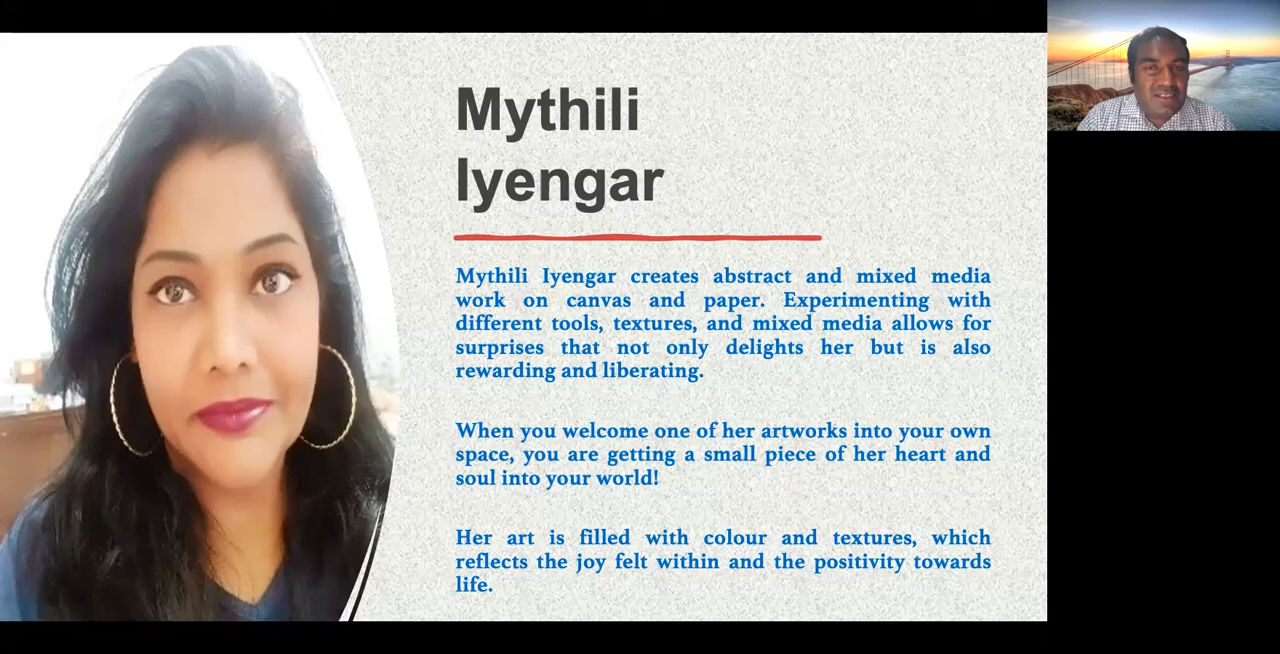 Mythili
Iyengar
Mythili Iyengar creates abstract and mixed media
work on canvas and paper. Experimenting with
different tools, textures, and mixed media allows for
surprises that not only delights her but is also
rewarding and liberating.
When you welcome one of her artworks into your own
space, you are getting a small piece of her heart and
soul into your world!
Her art is filled with colour and textures, which
reflects the joy felt within and the positivity towards
life.